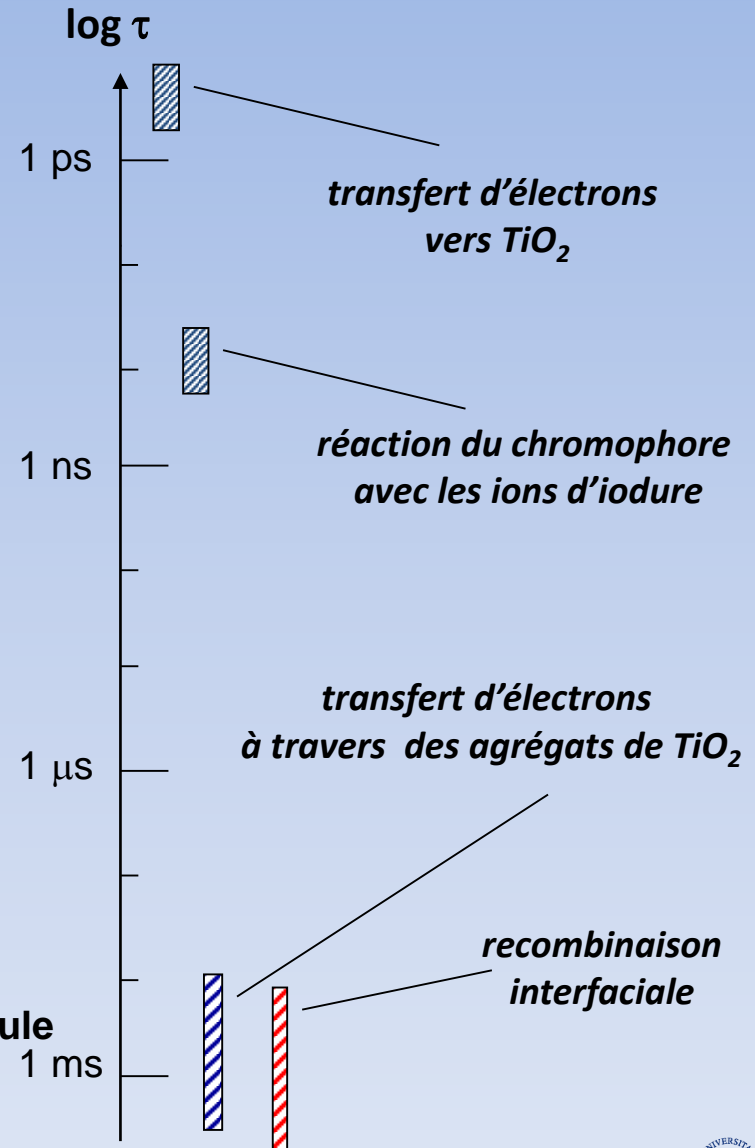 log τ
1 ps
transfert d’électrons
vers TiO2
réaction du chromophore
1 ns
avec les ions d’iodure
transfert d’électrons
à travers des agrégats de TiO2
1 μs
recombinaison
interfaciale
ule
1 ms